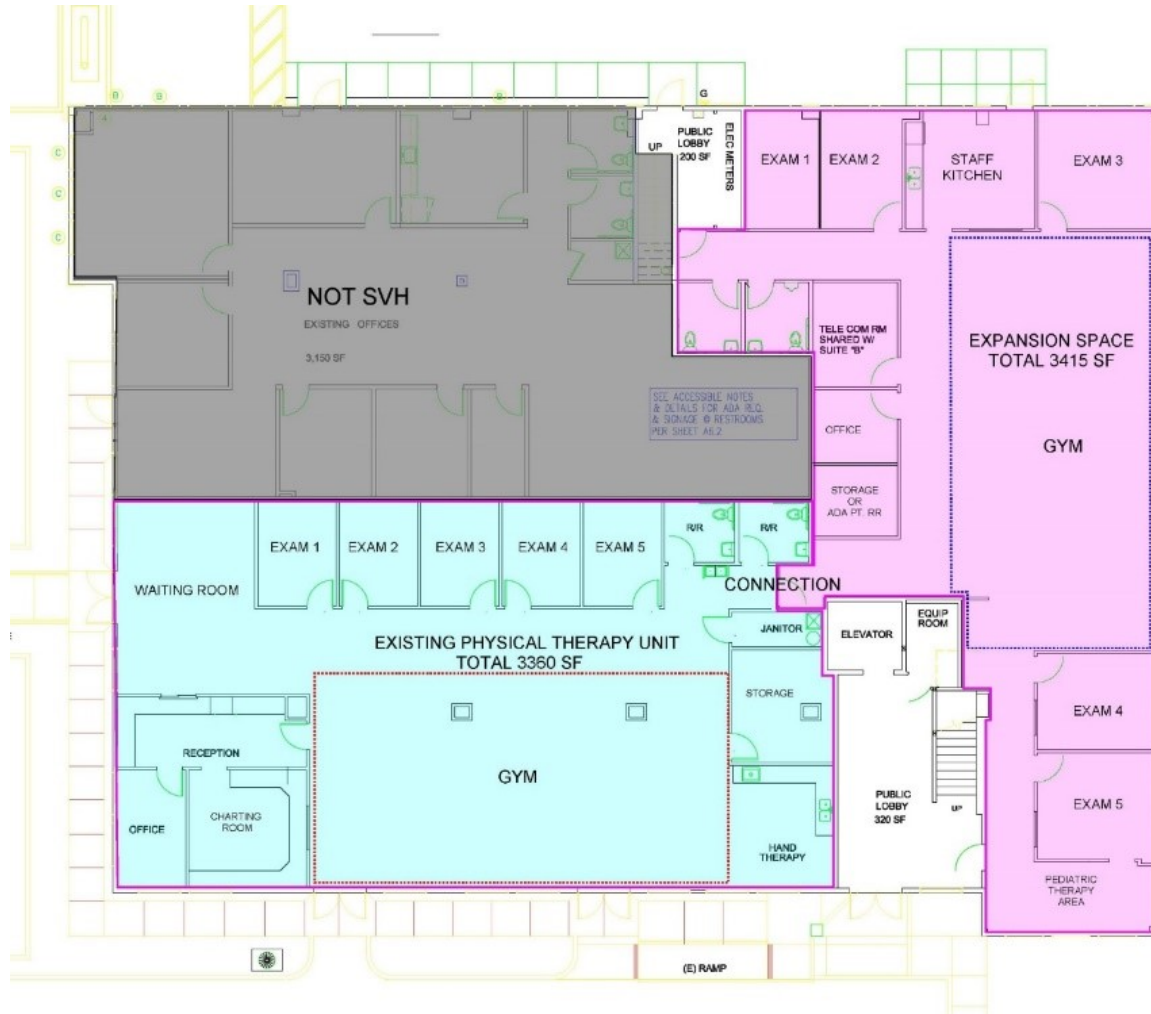 B
B
B
G
C
C
C
PUBLIC
LOBBY
200 SF
UP
ELEC METERS
EXAM 1
EXAM 2
STAFF
KITCHEN
EXAM 3
NOT SVH
EXISTING OFFICES
3,150 SF
SEE ACCESSIBLE NOTES
& DETAILS FOR ADA REQ.
& SIGNAGE @ RESTROOMS
PER SHEET A6.2
TELE COM RM
SHARED W/
SUITE "B"
OFFICE
STORAGE
OR
ADA PT. RR
EXPANSION SPACE
TOTAL 3415 SF
GYM
WAITING ROOM
EXAM 1
EXAM 2
EXAM 3
EXAM 4
EXAM 5
R/R
R/R
CONNECTION
JANITOR
ELEVATOR
EQUIP
ROOM
EXISTING PHYSICAL THERAPY UNIT
TOTAL 3360 SF
STORAGE
GYM
RECEPTION
OFFICE
CHARTING
ROOM
HAND
THERAPY
PUBLIC
LOBBY
320 SF
UP
EXAM 4
EXAM 5
PEDIATRIC
THERAPY
AREA
(E) RAMP